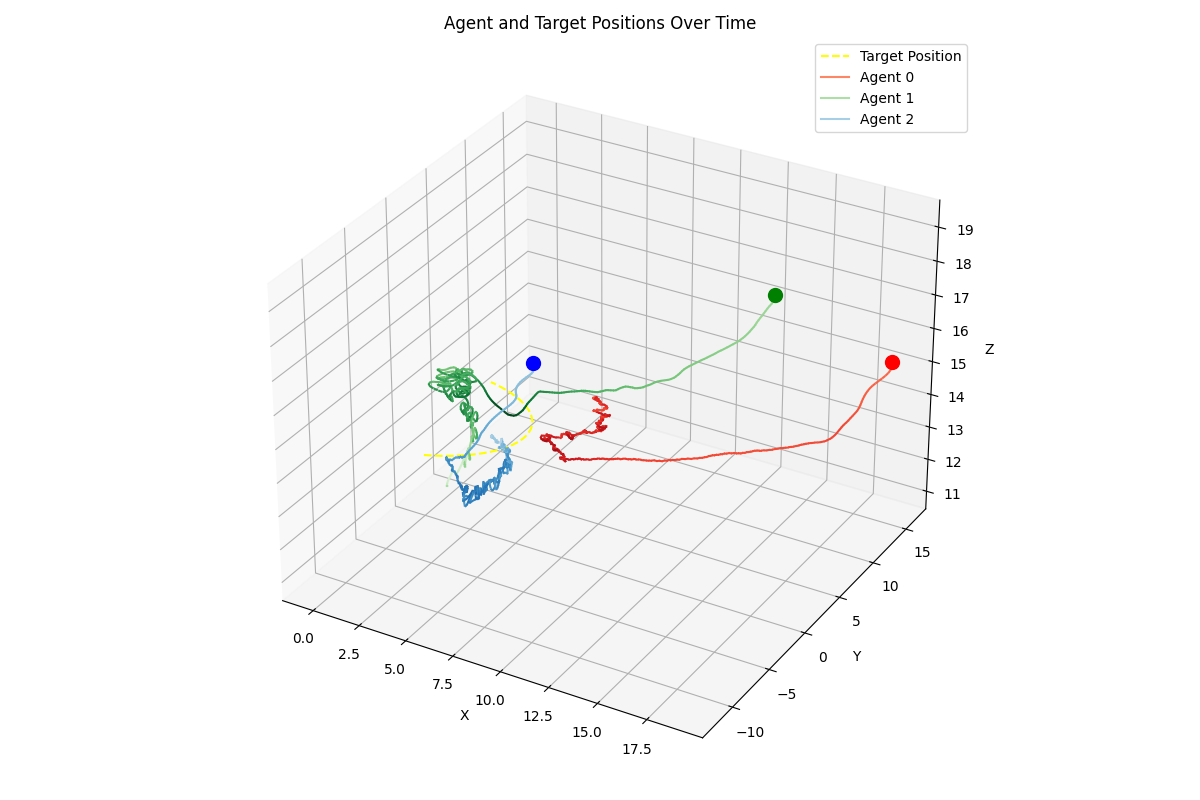 Agent and Target Positions Over Time
Target Position
Agent 0
Agent 1
Agent 2
19
18
17
16
15
14
13
12
11
Z
15
10
5
0
−5
−10
Y
0.0
2.5
5.0
7.5
10.0
12.5
15.0
17.5
X